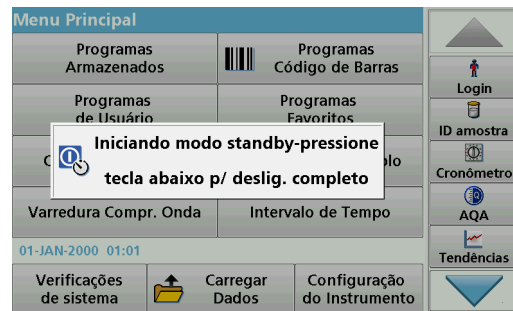 Menu Principal
Programas
Armazenados
Programas
Código de Barras
Programas
de Usuário
Programas
Favoritos
Iniciando modo standby-pressione
tecla abaixo p/ deslig. completo
Varredura Compr. Onda
Intervalo de Tempo
01-JAN-2000 01:01
Verificações
de sistema
Carregar
Dados
Configuração
do Instrumento
Login
ID amostra
Cronômetro
AQA
Tendências